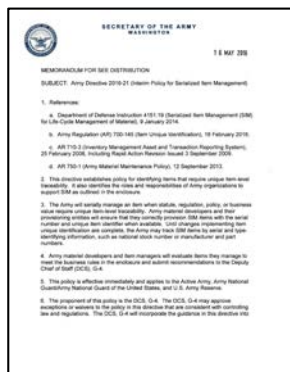 SECRETARY OF THE ARMY
WASHINGTON
16 MAY 2016
MEMORANDUM FOR SEE DISTRIBUTION
SUBJECT: Army Directive 2016-21 (Interim Policy for Serialized Item Management)
1. References:
a. Department of Defense Instruction 4151.19 (Serialized Item Management (SIM)
for Life-Cycle Management of Materiel), 9 January 2014.
b. Army Regulation (AR) 700-145 (Item Unique Identification), 18 February 2016.
c. AR 710-3 (Inventory Management Asset and Transaction Reporting System),
25 February 2008, Including Rapid Action Revision Issued 2 September 2009.
d. AR 750-1 (Army Materiel Maintenance Policy), 12 September 2013.
2. This directive establishes policy for identifying items that require unique item-level
traceability. It also identifies the roles and responsibilities of Army organizations to
support SIM as outlined in the enclosure.
3. The Army will serially manage an item when statute, regulation, policy, or business
value require unique item-level traceability. Army materiel developers and their
provisioning entities will ensure that they correctly provision SIM items with the serial
number and unique item identifier when available. Until changes implementing item
unique identification are complete, the Army may track SIM items by serial and type-
identifying information, such as national stock number or manufacturer and part
numbers.
4. Army materiel developers and item managers will evaluate items they manage to
meet the business rules in the enclosure and submit recommendations to the Deputy
Chief of Staff (DCS), G-4.
5. This policy is effective immediately and applies to the Active Army, Army National
Guard/Army National Guard of the United States, and U.S. Army Reserve.
6. The proponent of this policy is the DCS, G-4. The DCS, G-4 may approve
exceptions or waivers to the policy in this directive that are consistent with controlling
law and regulations. The DCS, G-4 will incorporate the guidance in this directive into